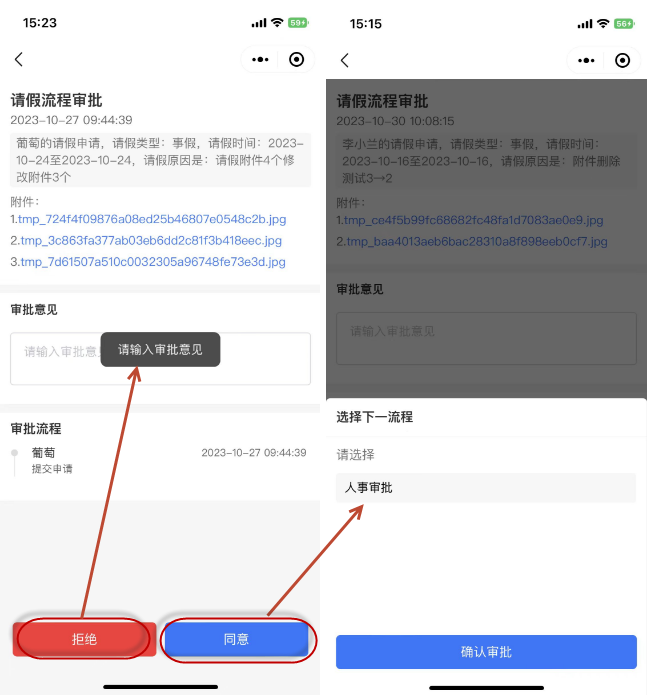 15:23
59+
请假流程审批
2023-10-27 09:44:39
葡萄的请假申请，请假类型：事假，请假时间：2023-
10-24至2023-10-24，请假原因是：请假附件4个修
改附件3个
附件：
1.tmp_724f4f09876a08ed25b46807e0548c2b.jpg
2.tmp_3c863fa377ab03eb6dd2c81f3b418eec.jpg
3.tmp_7d61507a510c0032305a96748fe73e3d.jpg
审批意见
请输入审批意
请输入审批意见
审批流程
葡萄
2023-10-27 09:44:39
提交申请
拒绝
同意
15:15
56+
请假流程审批
2023-10-30 10:08:15
李小兰的请假申请，请假类型：事假，请假时间：
2023-10-16至2023-10-16，请假原因是：附件删除
测试3→2
附件：
1.tmp_ce4f5b99fc68682fc48fa1d7083ae0e9.jpg
2.tmp_baa4013aeb6bac28310a8f898eeb0cf7.jpg
审批意见
请输入审批意见
选择下一流程
请选择
人事审批
确认审批